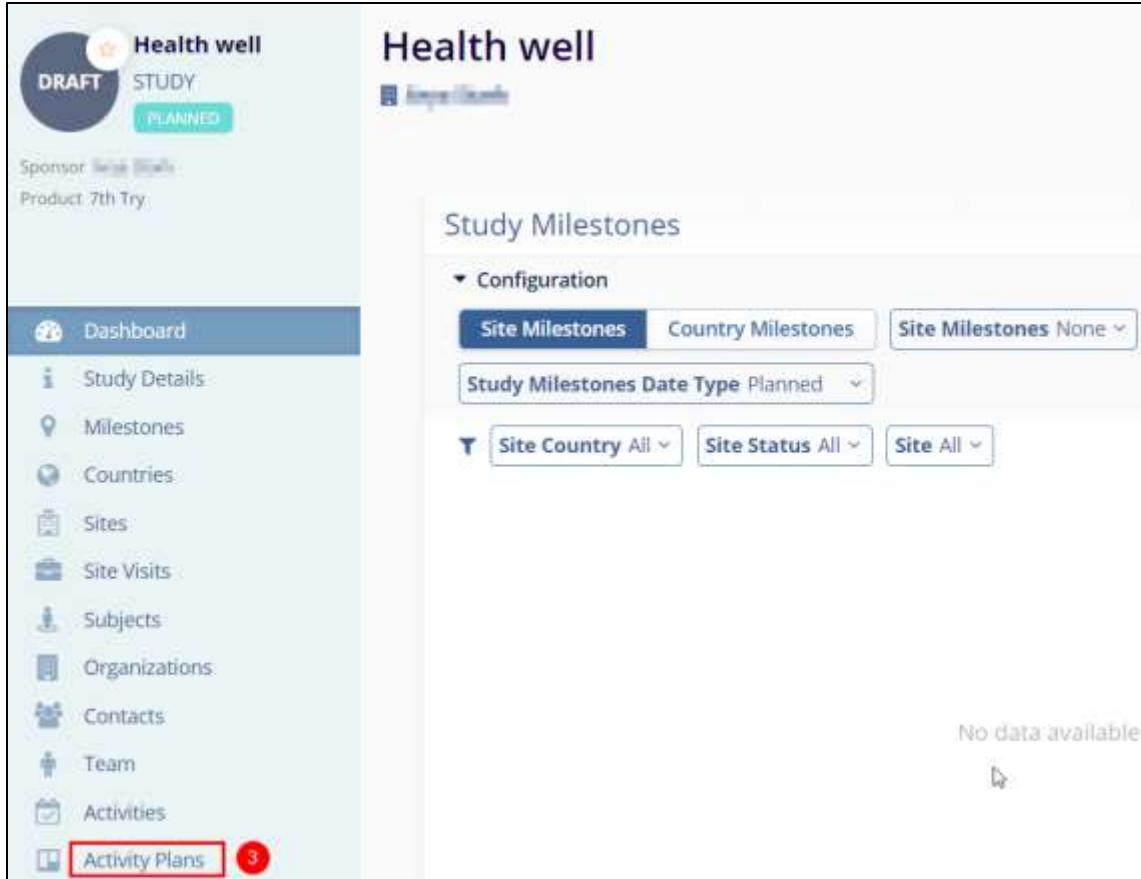 DRAFT
Health well
STUDY
PLANNED
Sponsor
Product 7th Try
Dashboard
Study Details
Milestones
Countries
Sites
Site Visits
Subjects
Organizations
Contacts
Team
Activities
Activity Plans 3
Health well
Study Milestones
Configuration
Site Milestones Country Milestones Site Milestones None
Study Milestones Date Type Planned
Site Country All Site Status All Site All
No data available